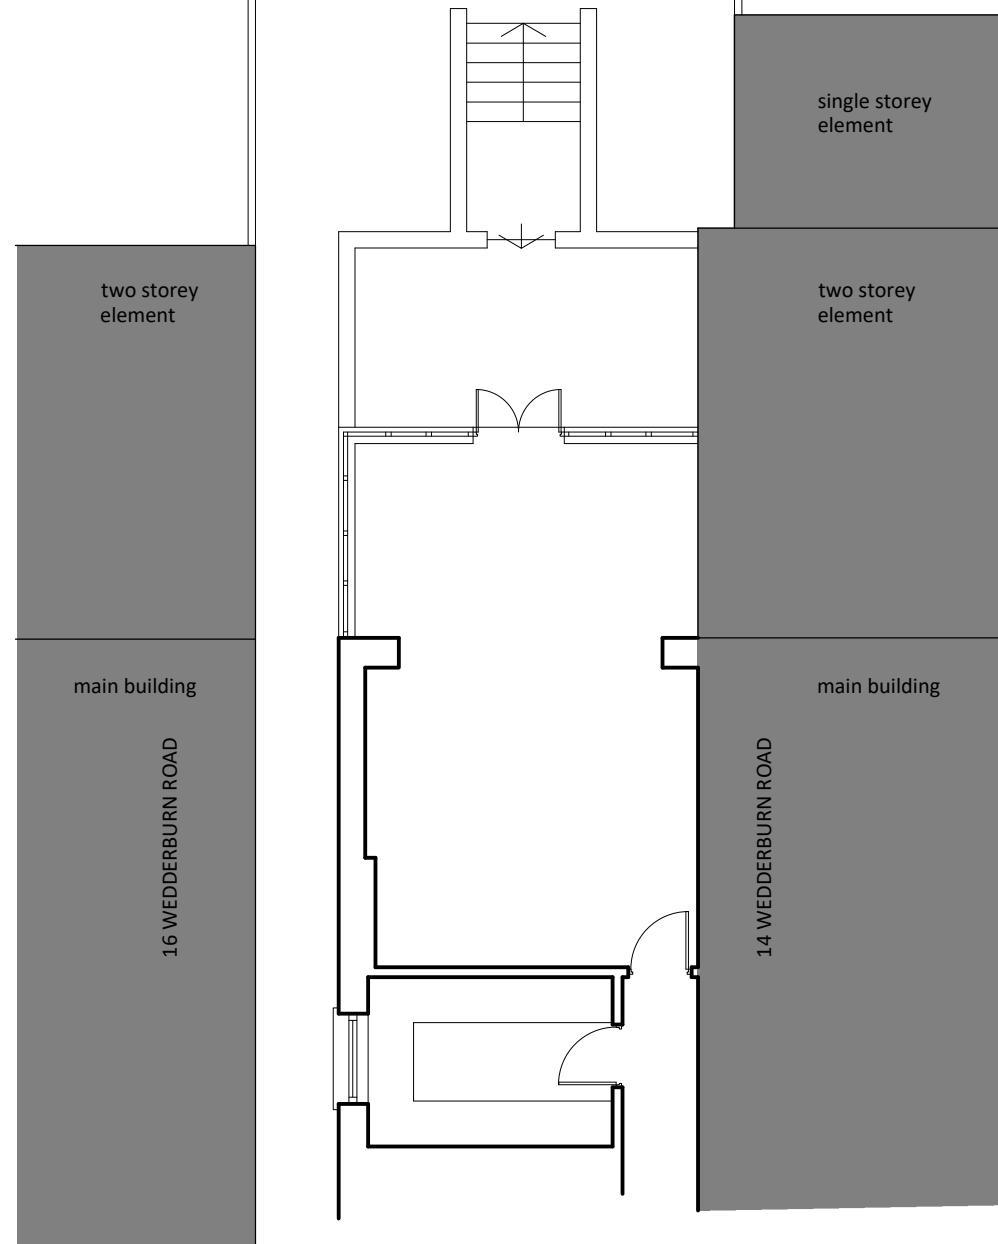 single storey
element
two storey
element
two storey
element
main building
main building
16 WEDDERBURN ROAD
14 WEDDERBURN ROAD